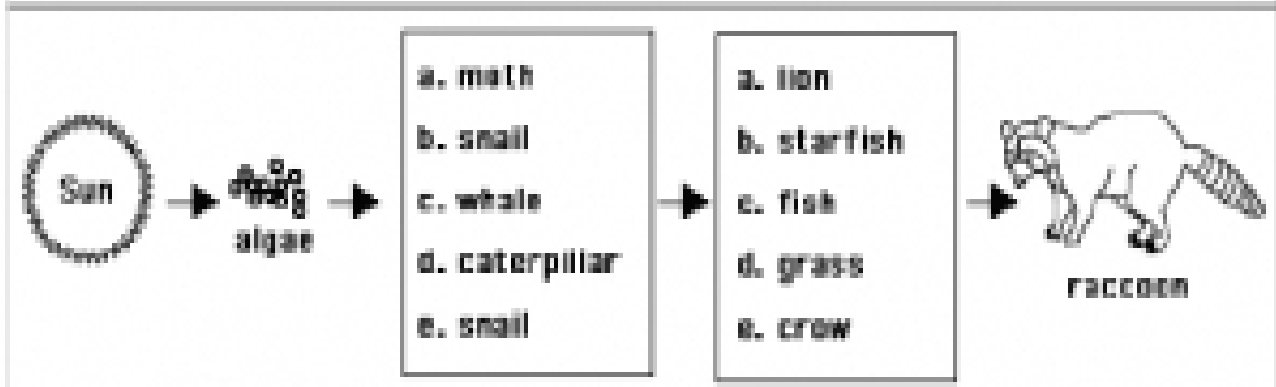 Sun
algae
a. moth
b. snail
c. whale
d. caterpillar
e. snail
a. lion
b. starfish
c. fish
d. grass
e. crow
raccoon